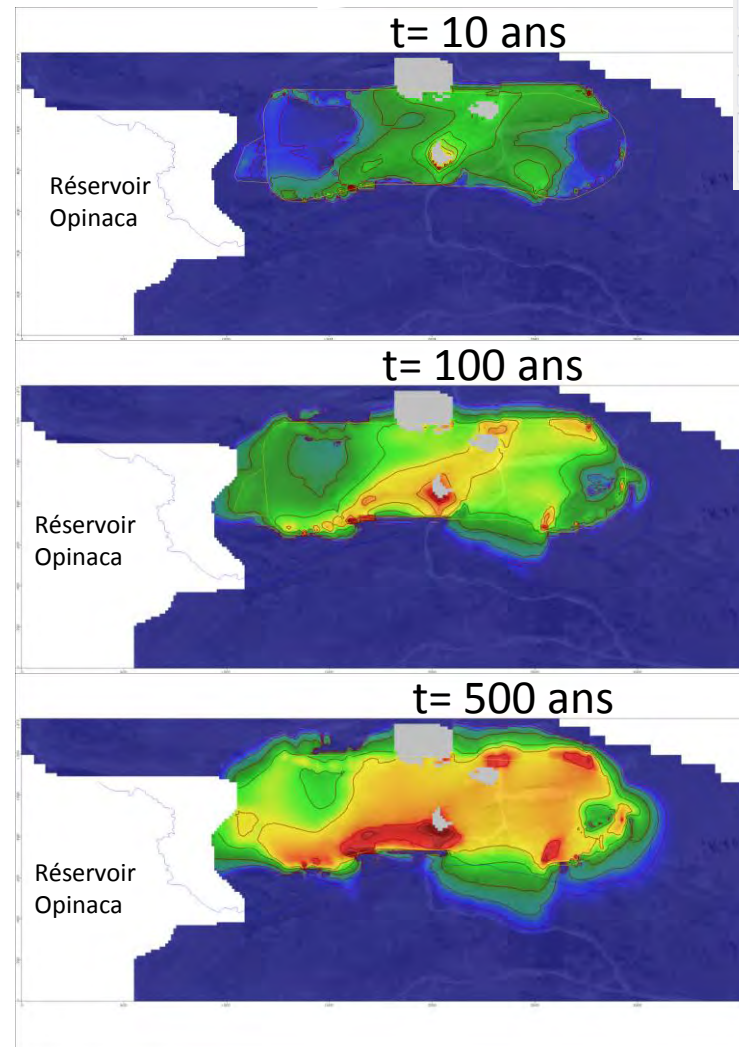 t= 10 ans
Réservoir
Opinaca
t= 100 ans
Réservoir
Opinaca
t= 500 ans
Réservoir
Opinaca